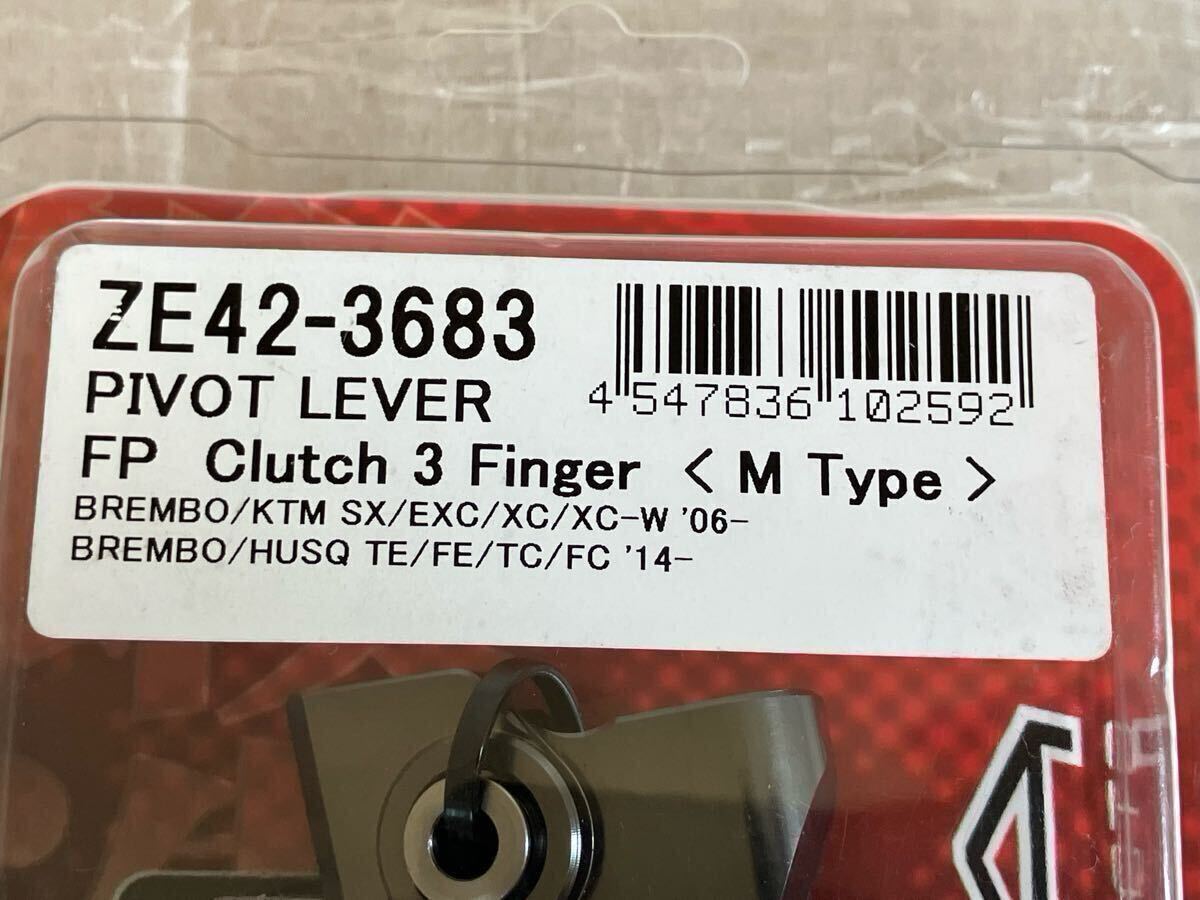 ZE42-3683
PIVOT LEVER
4 547836 102592
FP Clutch 3 Finger < M Type >
BREMBO/KTM SX/EXC/XC/XC-W '06-
BREMBO/HUSQ TE/FE/TC/FC '14-